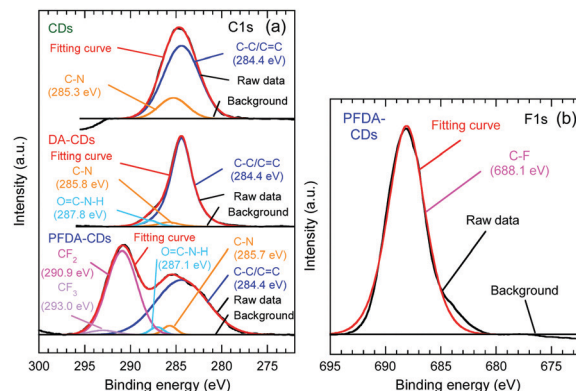 CDs
C1s
(a)
Fitting curve
C-C/C=C
(284.4 eV)
Raw data
C-N
(285.3 eV)
Background
DA-CDs
Fitting curve
C-N
(285.8 eV)
C-C/C=C
(284.4 eV)
O=C-N-H
(287.8 eV)
Raw data
Background
PFDA-CDs
Fitting curve
CF2
(290.9 eV)
O=C-N-H
(287.1 eV)
C-N
(285.7 eV)
CF3
(293.0 eV)
C-C/C=C
(284.4 eV)
Raw data
Background
Intensity (a.u.)
300 295 290 285 280 275
Binding energy (eV)
PFDA-
CDs
F1s
(b)
Fitting curve
C-F
(688.1 eV)
Raw data
Background
Intensity (a.u.)
695 690 685 680 675
Binding energy (eV)